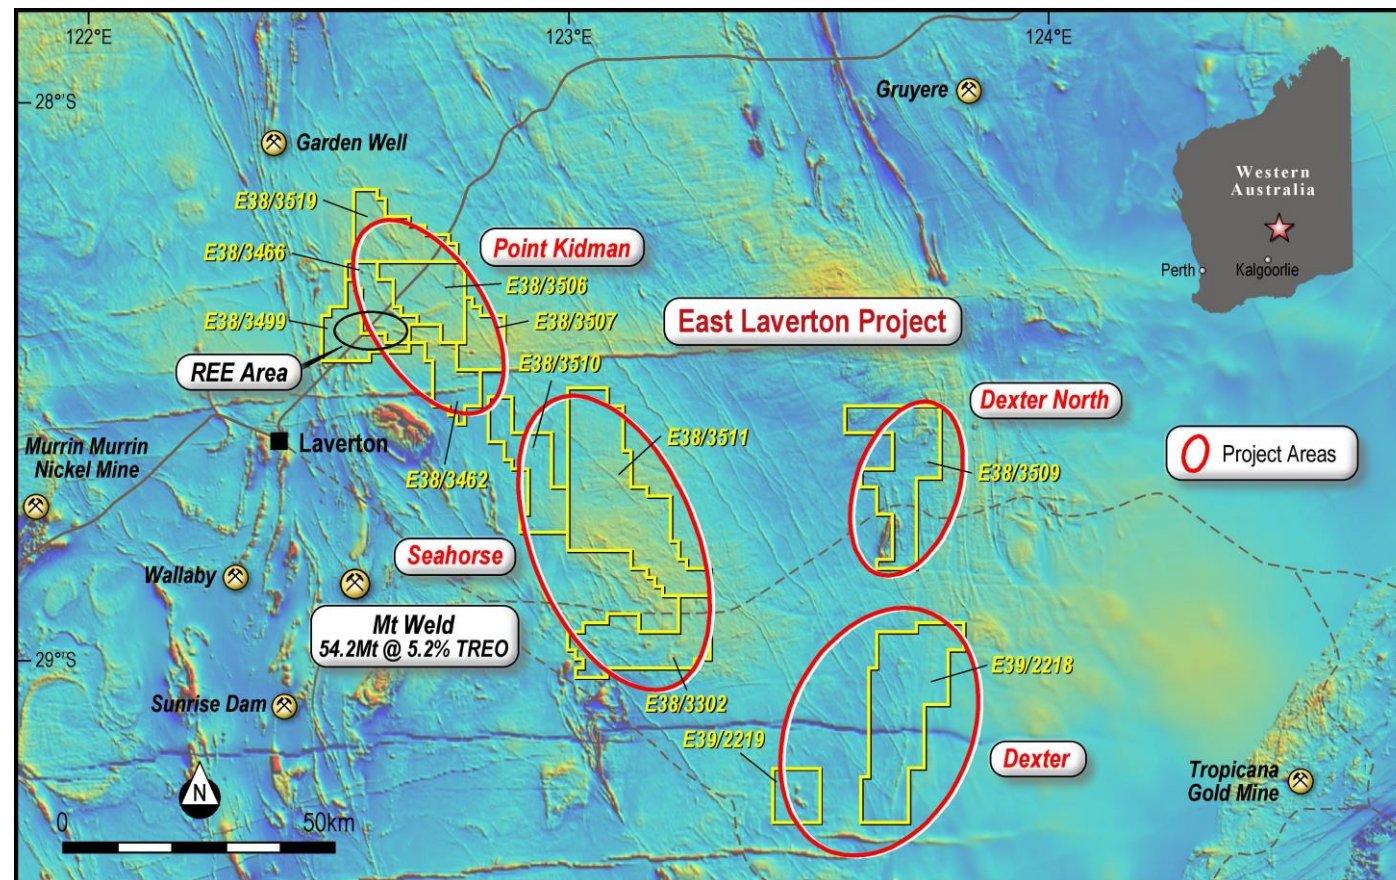 122°E
123°E
124°E
28°'S
Gruyere
Garden Well
Western
Australia
E38/3519
E38/3466
Point Kidman
Perth
Kalgoorlie
E38/3506
E38/3499
E38/3507
East Laverton Project
REE Area
E38/3510
Dexter North
Laverton
E38/3511
Murrin Murrin
Nickel Mine
E38/3462
E38/3509
Project Areas
Seahorse
Wallaby
Mt Weld
54.2Mt @ 5.2% TREO
29°'S
E39/2218
Sunrise Dam
E38/3302
E39/2219
Dexter
Tropicana
Gold Mine
N
0
50km